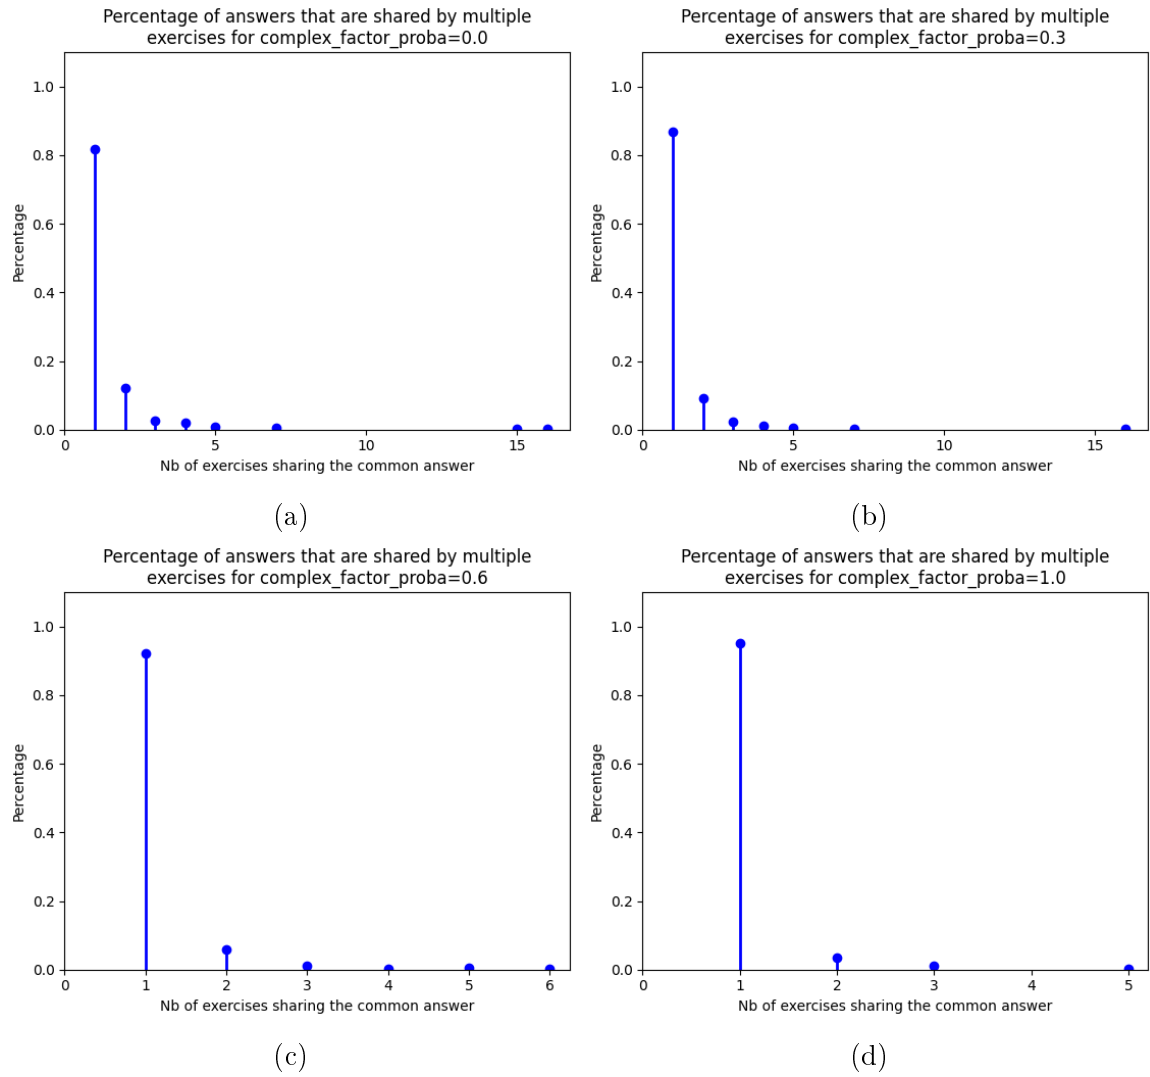 Percentage of answers that are shared by multiple
exercises for complex_factor_proba=0.0
1.0
0.8
0.6
0.4
0.2
0.0
Percentage
0 5 10 15
Nb of exercises sharing the common answer
(a)
Percentage of answers that are shared by multiple
exercises for complex_factor_proba=0.3
1.0
0.8
0.6
0.4
0.2
0.0
Percentage
0 5 10 15
Nb of exercises sharing the common answer
(b)
Percentage of answers that are shared by multiple
exercises for complex_factor_proba=0.6
1.0
0.8
0.6
0.4
0.2
0.0
Percentage
0 1 2 3 4 5 6
Nb of exercises sharing the common answer
(c)
Percentage of answers that are shared by multiple
exercises for complex_factor_proba=1.0
1.0
0.8
0.6
0.4
0.2
0.0
Percentage
0 1 2 3 4 5
Nb of exercises sharing the common answer
(d)